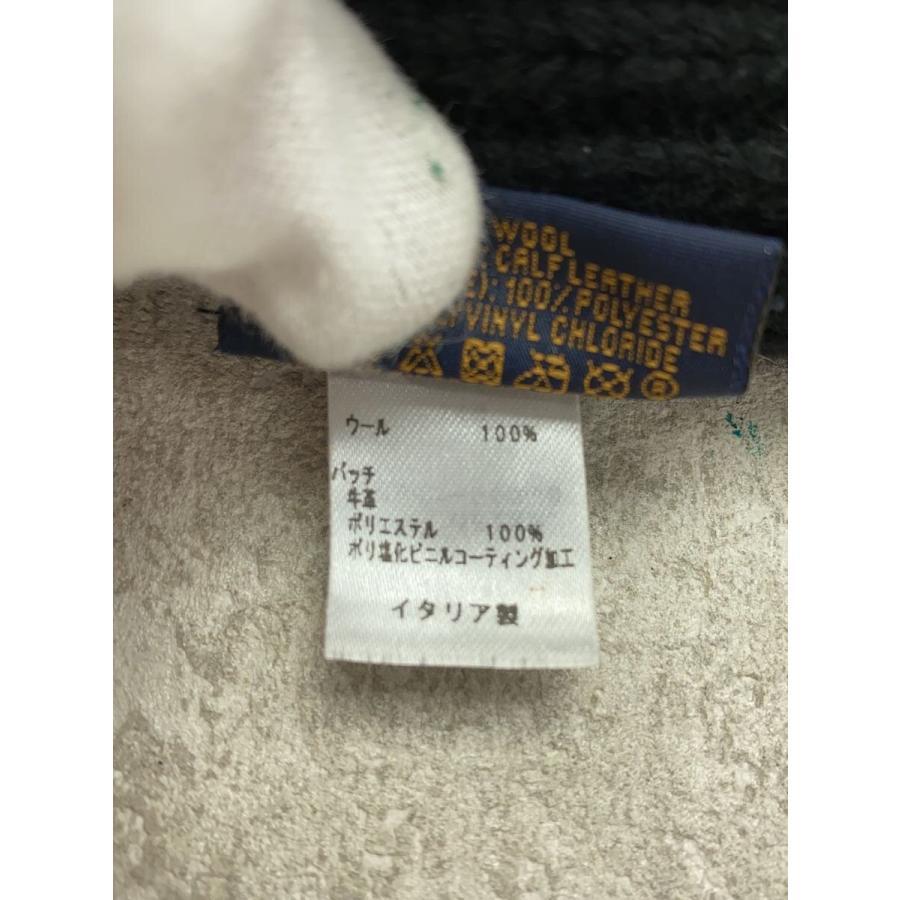 WOOL
CALF LEATHER
): 100% POLYESTER
VINYL CHLORIDE
ウール 100%
パッチ
牛革
ポリエステル 100%
ポリ塩化ビニルコーティング加工
イタリア製